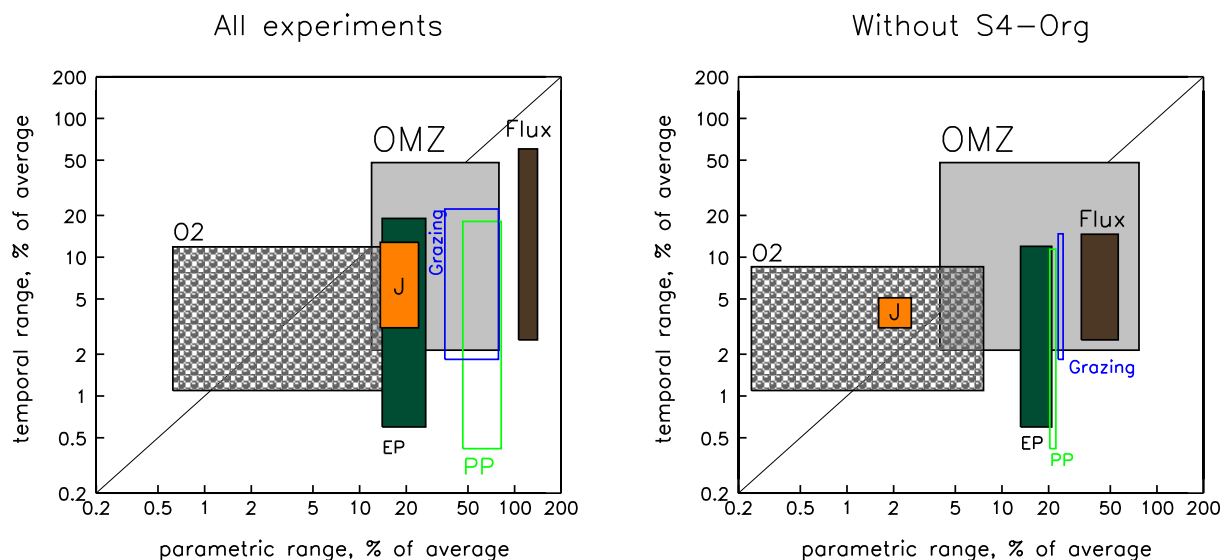 All experiments
200
100
50
20
10
5
2
1
0.5
0.2
temporal range, % of average
OMZ
Flux
O2
Grazing
J
EP
PP
0.2 0.5 1 2 5 10 20 50 100 200
parametric range, % of average
Without S4-Org
200
100
50
20
10
5
2
1
0.5
0.2
temporal range, % of average
OMZ
Flux
O2
J
Grazing
EP
PP
0.2 0.5 1 2 5 10 20 50 100 200
parametric range, % of average